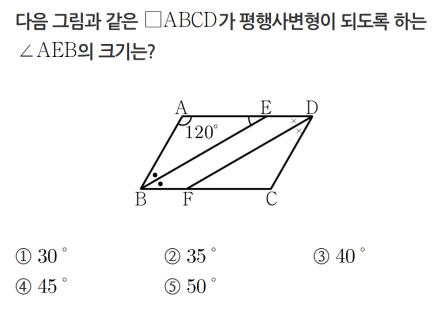 다음 그림과 같은 □ABCD가 평행사변형이 되도록 하는
∠AEB의 크기는?
A E D
120°
B F C
① 30° ② 35° ③ 40°
④ 45° ⑤ 50°